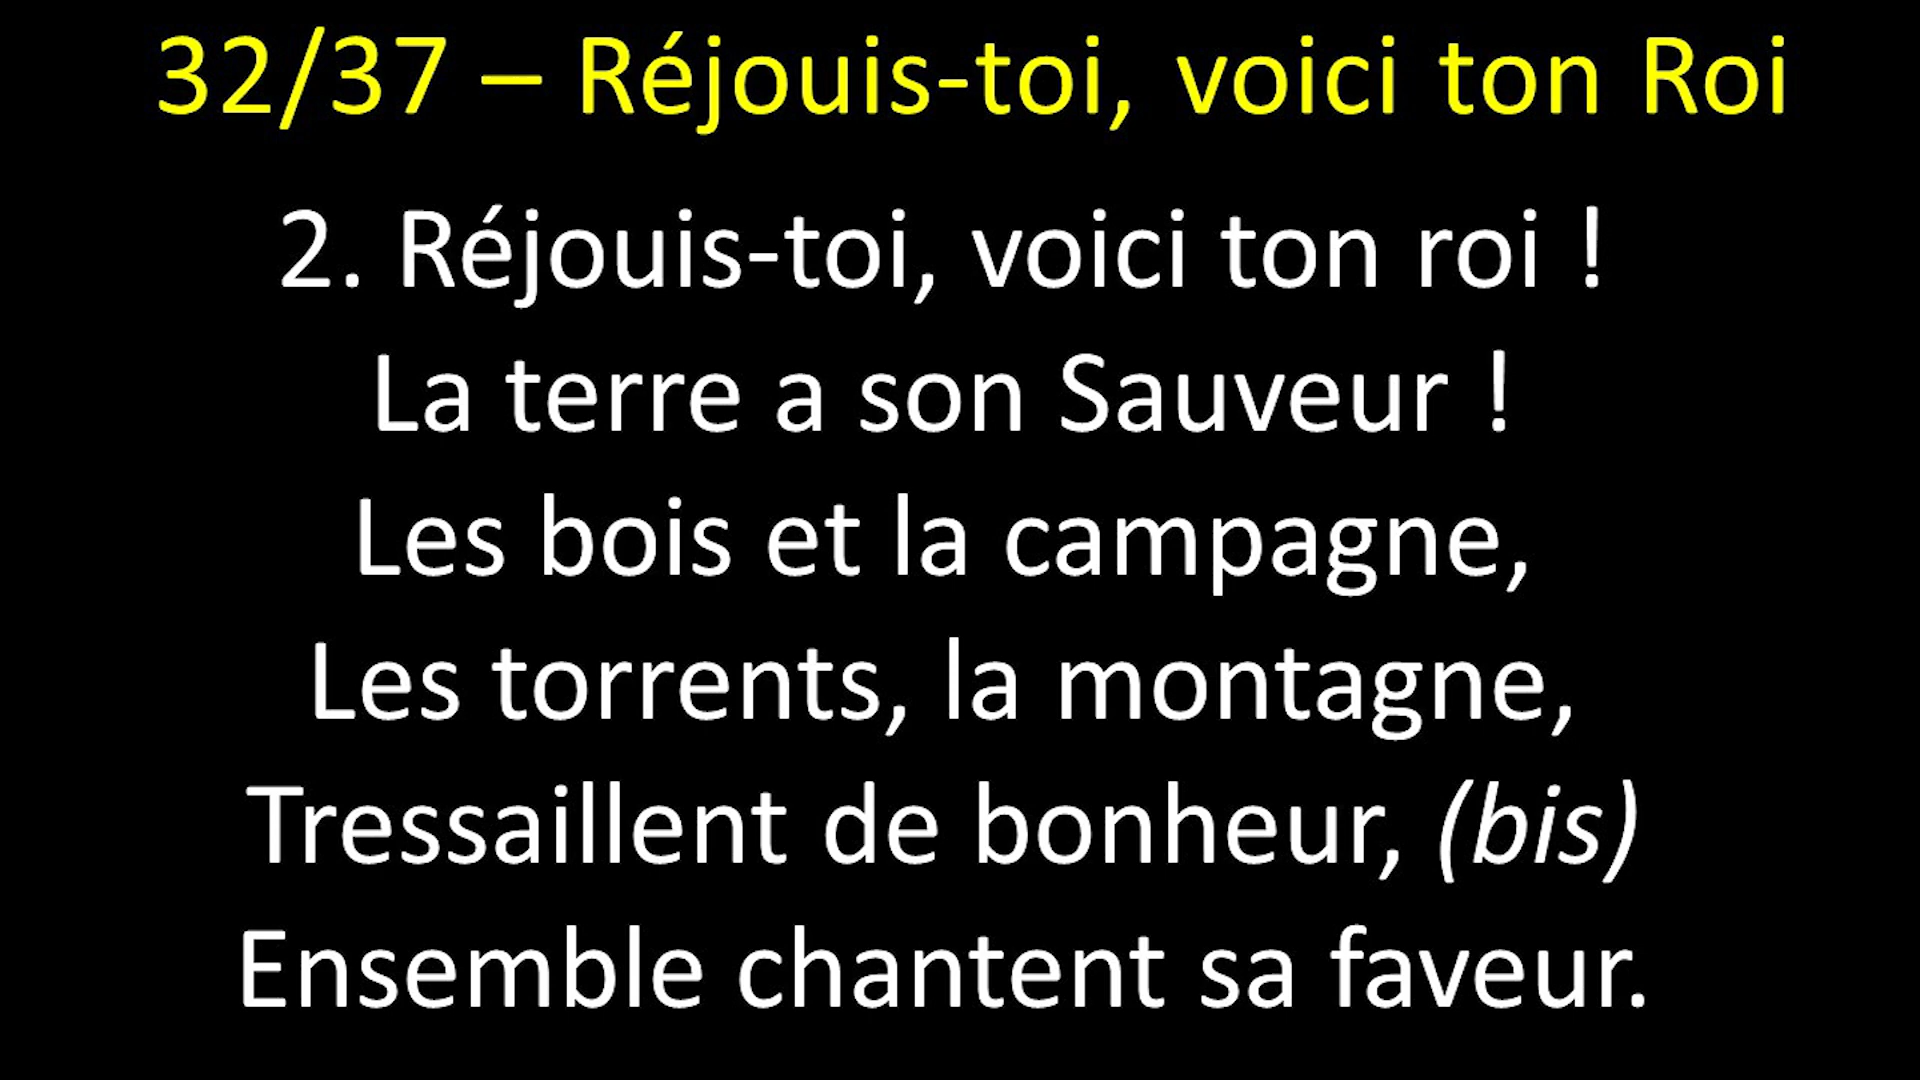 32/37 – Réjouis-toi, voici ton Roi
2. Réjouis-toi, voici ton roi !
La terre a son Sauveur !
Les bois et la campagne,
Les torrents, la montagne,
Tressaillent de bonheur, (bis)
Ensemble chantent sa faveur.